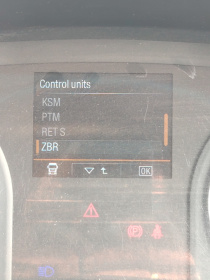 Control units
KSM
PTM
RET S
ZBR
OK
P